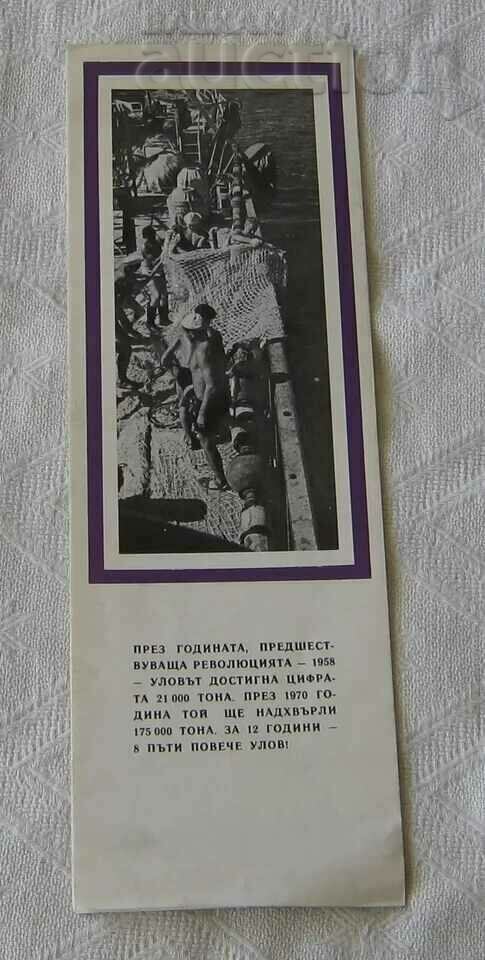 auction
ПРЕЗ ГОДИНАТА, ПРЕДШЕСТ-
ВУВАЩА РЕВОЛЮЦИЯТА – 1958
– УЛОВЪТ ДОСТИГНА ЦИФРА-
ТА 21 000 ТОНА. ПРЕЗ 1970 ГО-
ДИНА ТОЙ ЩЕ НАДХВЪРЛИ
175 000 ТОНА. ЗА 12 ГОДИНИ –
8 ПЪТИ ПОВЕЧЕ УЛОВ!